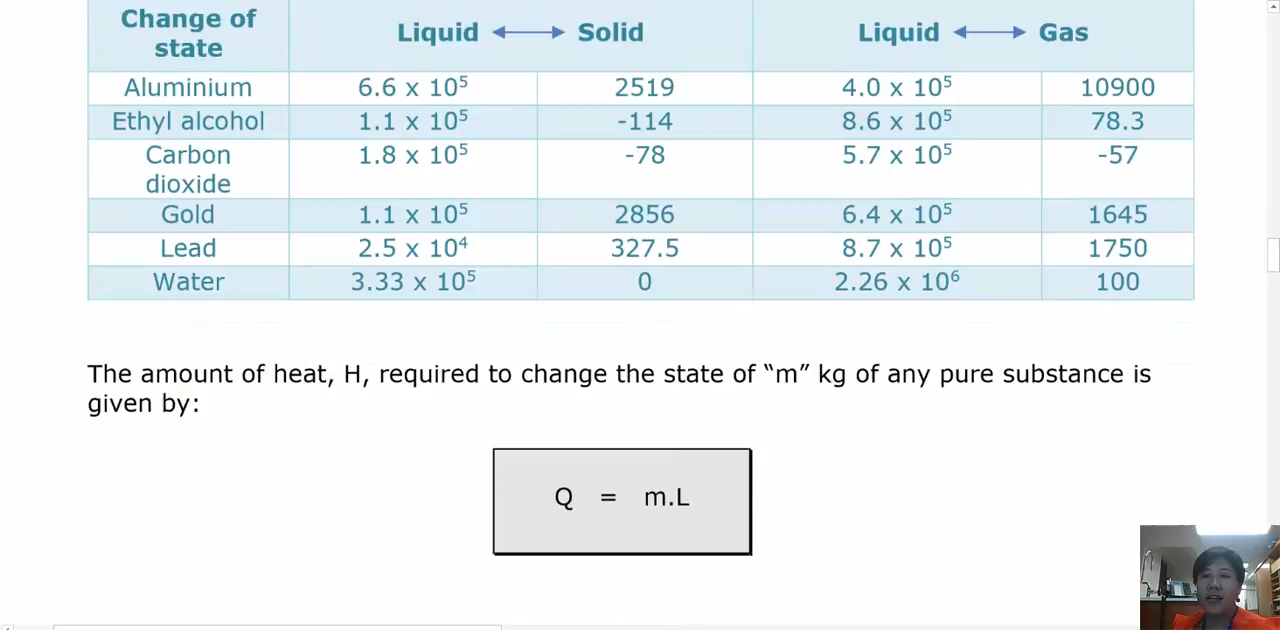 Change of state Liquid ⟷ Solid Liquid ⟷ Gas
Aluminium 6.6 x 10⁵ 2519 4.0 x 10⁵ 10900
Ethyl alcohol 1.1 x 10⁵ -114 8.6 x 10⁵ 78.3
Carbon dioxide 1.8 x 10⁵ -78 5.7 x 10⁵ -57
Gold 1.1 x 10⁵ 2856 6.4 x 10⁵ 1645
Lead 2.5 x 10⁴ 327.5 8.7 x 10⁵ 1750
Water 3.33 x 10⁵ 0 2.26 x 10⁶ 100
The amount of heat, H, required to change the state of “m” kg of any pure substance is
given by:
Q = m.L